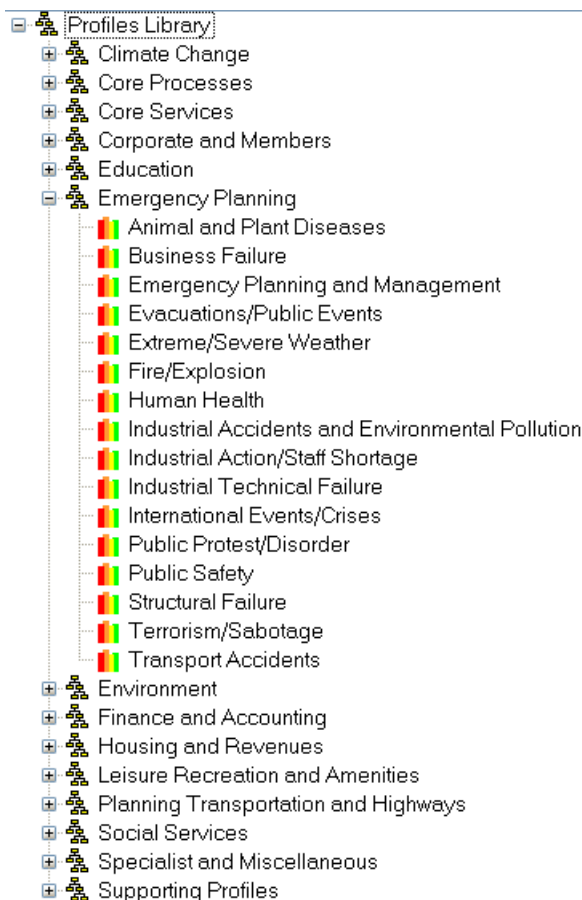 Profiles Library
Climate Change
Core Processes
Core Services
Corporate and Members
Education
Emergency Planning
Animal and Plant Diseases
Business Failure
Emergency Planning and Management
Evacuations/Public Events
Extreme/Severe Weather
Fire/Explosion
Human Health
Industrial Accidents and Environmental Pollution
Industrial Action/Staff Shortage
Industrial Technical Failure
International Events/Crises
Public Protest/Disorder
Public Safety
Structural Failure
Terrorism/Sabotage
Transport Accidents
Environment
Finance and Accounting
Housing and Revenues
Leisure Recreation and Amenities
Planning Transportation and Highways
Social Services
Specialist and Miscellaneous
Supporting Profiles